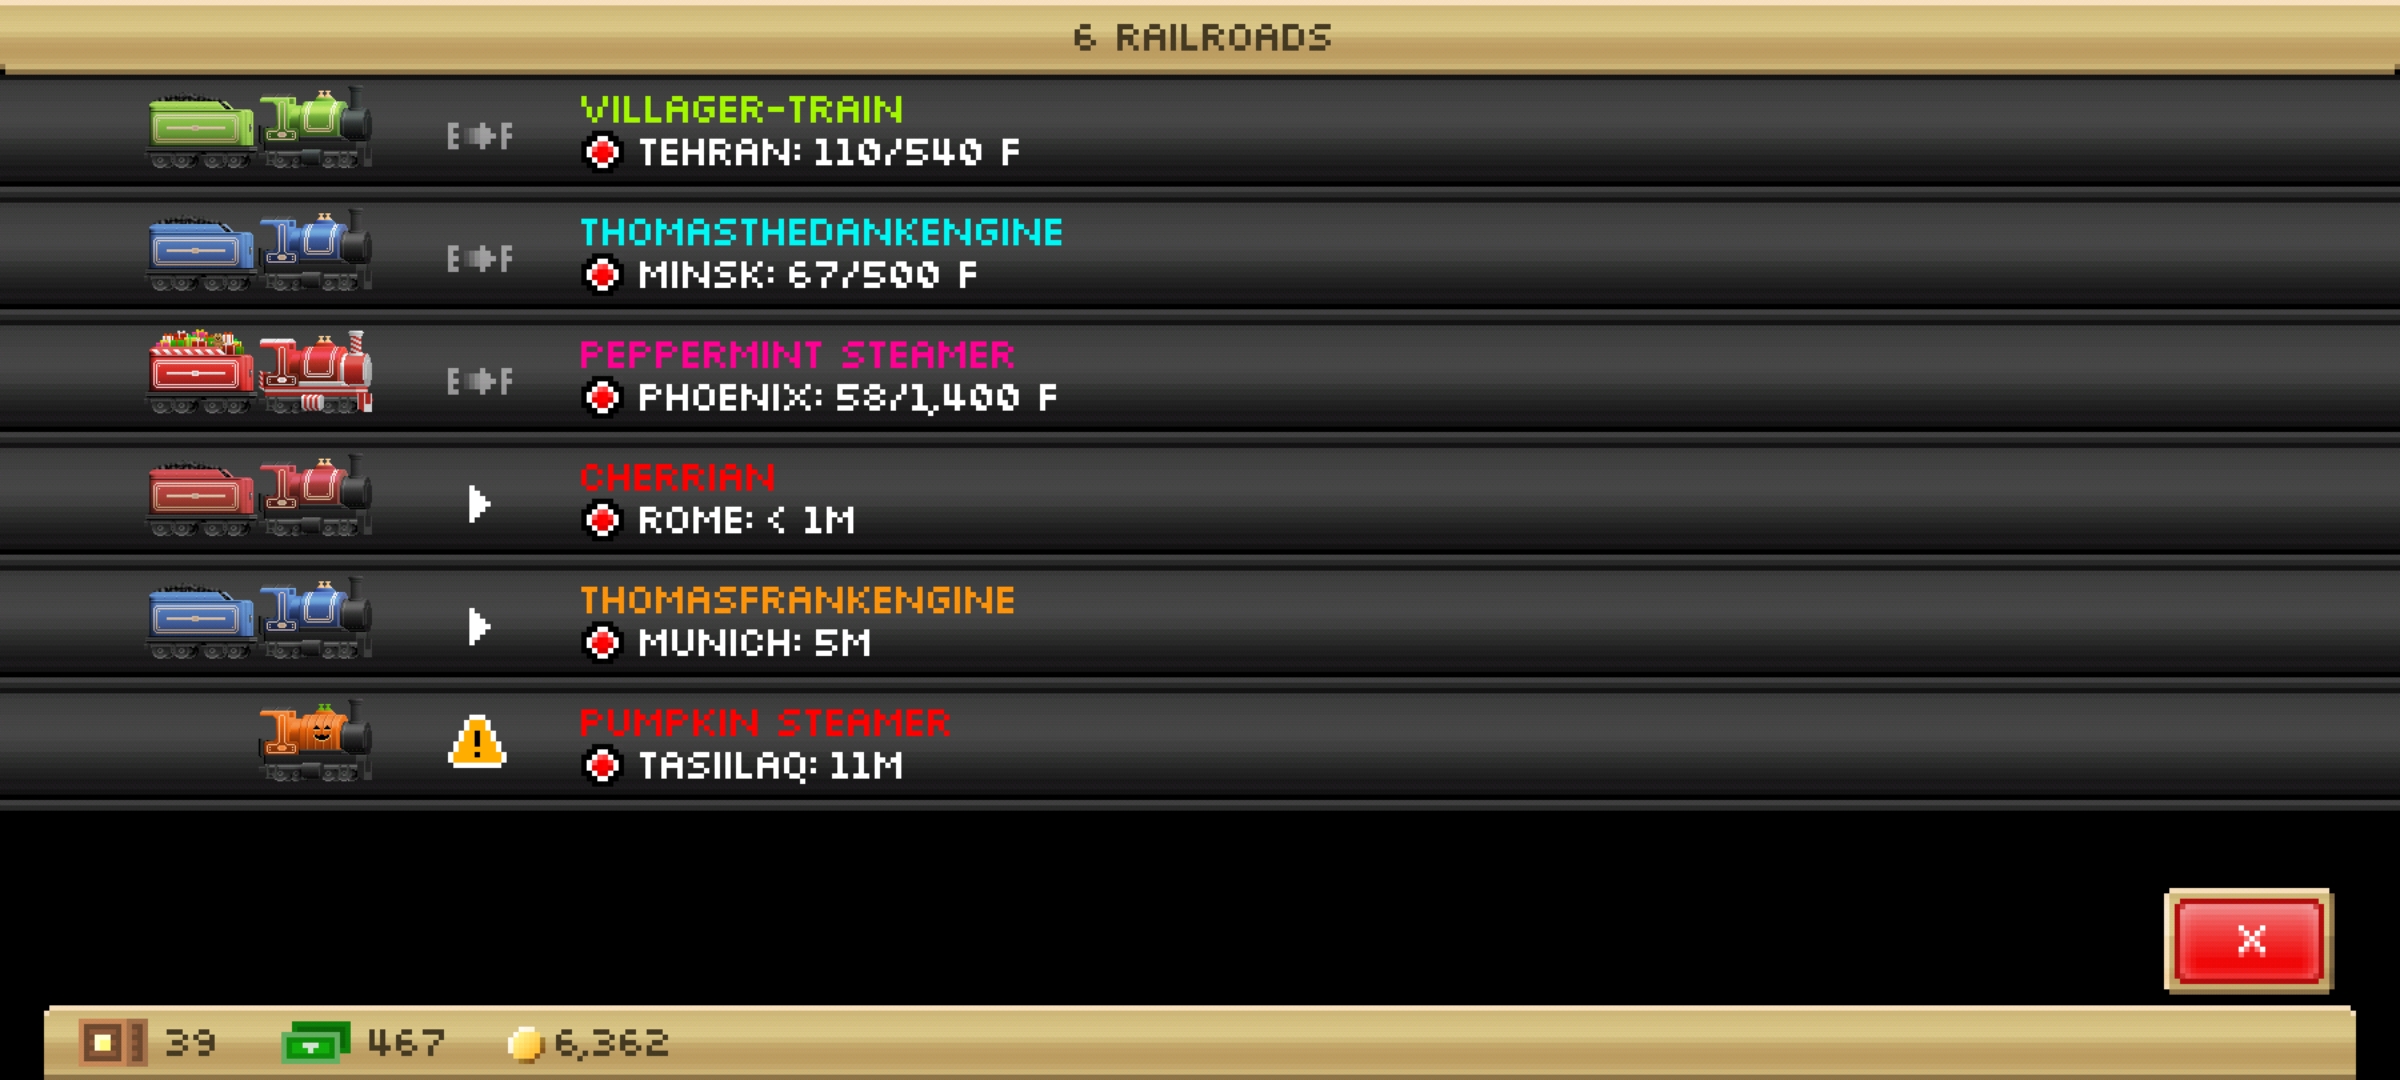 6 RAILROADS
E F
VILLAGER-TRAIN
TEHRAN: 110/540 F
E F
THOMASTHEDANKENGINE
MINSK: 67/500 F
E F
PEPPERMINT STEAMER
PHOENIX: 58/1,400 F
CHERRIAN
ROME: < 1M
THOMASFRANKENGINE
MUNICH: 5M
!
PUMPKIN STEAMER
TASIILAQ: 11M
X
39 467 6,362